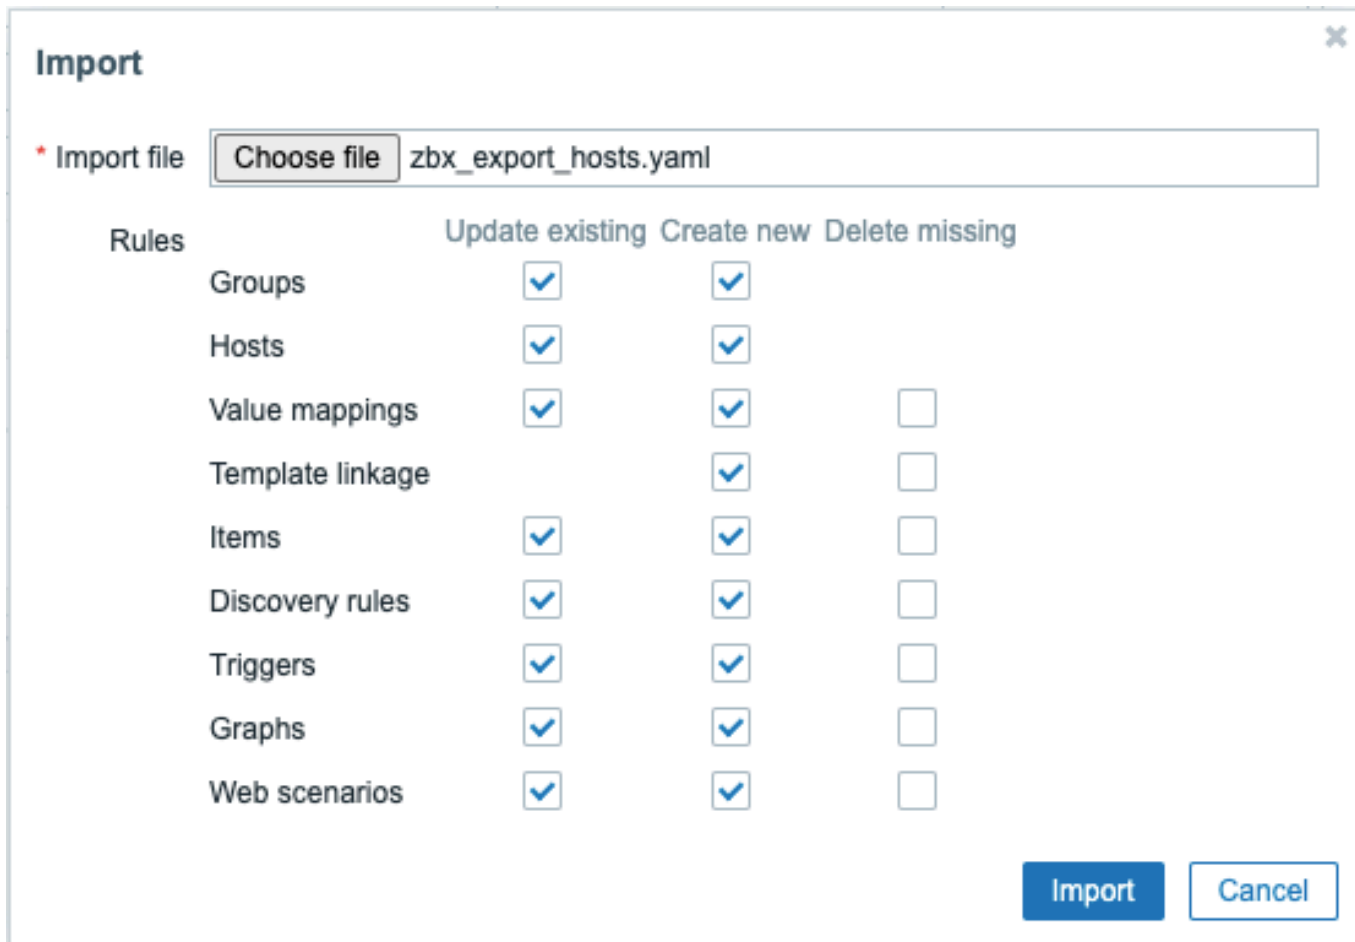 Import
* Import file Choose file zbx_export_hosts.yaml
Rules Update existing Create new Delete missing
Groups
Hosts
Value mappings
Template linkage
Items
Discovery rules
Triggers
Graphs
Web scenarios
Import Cancel